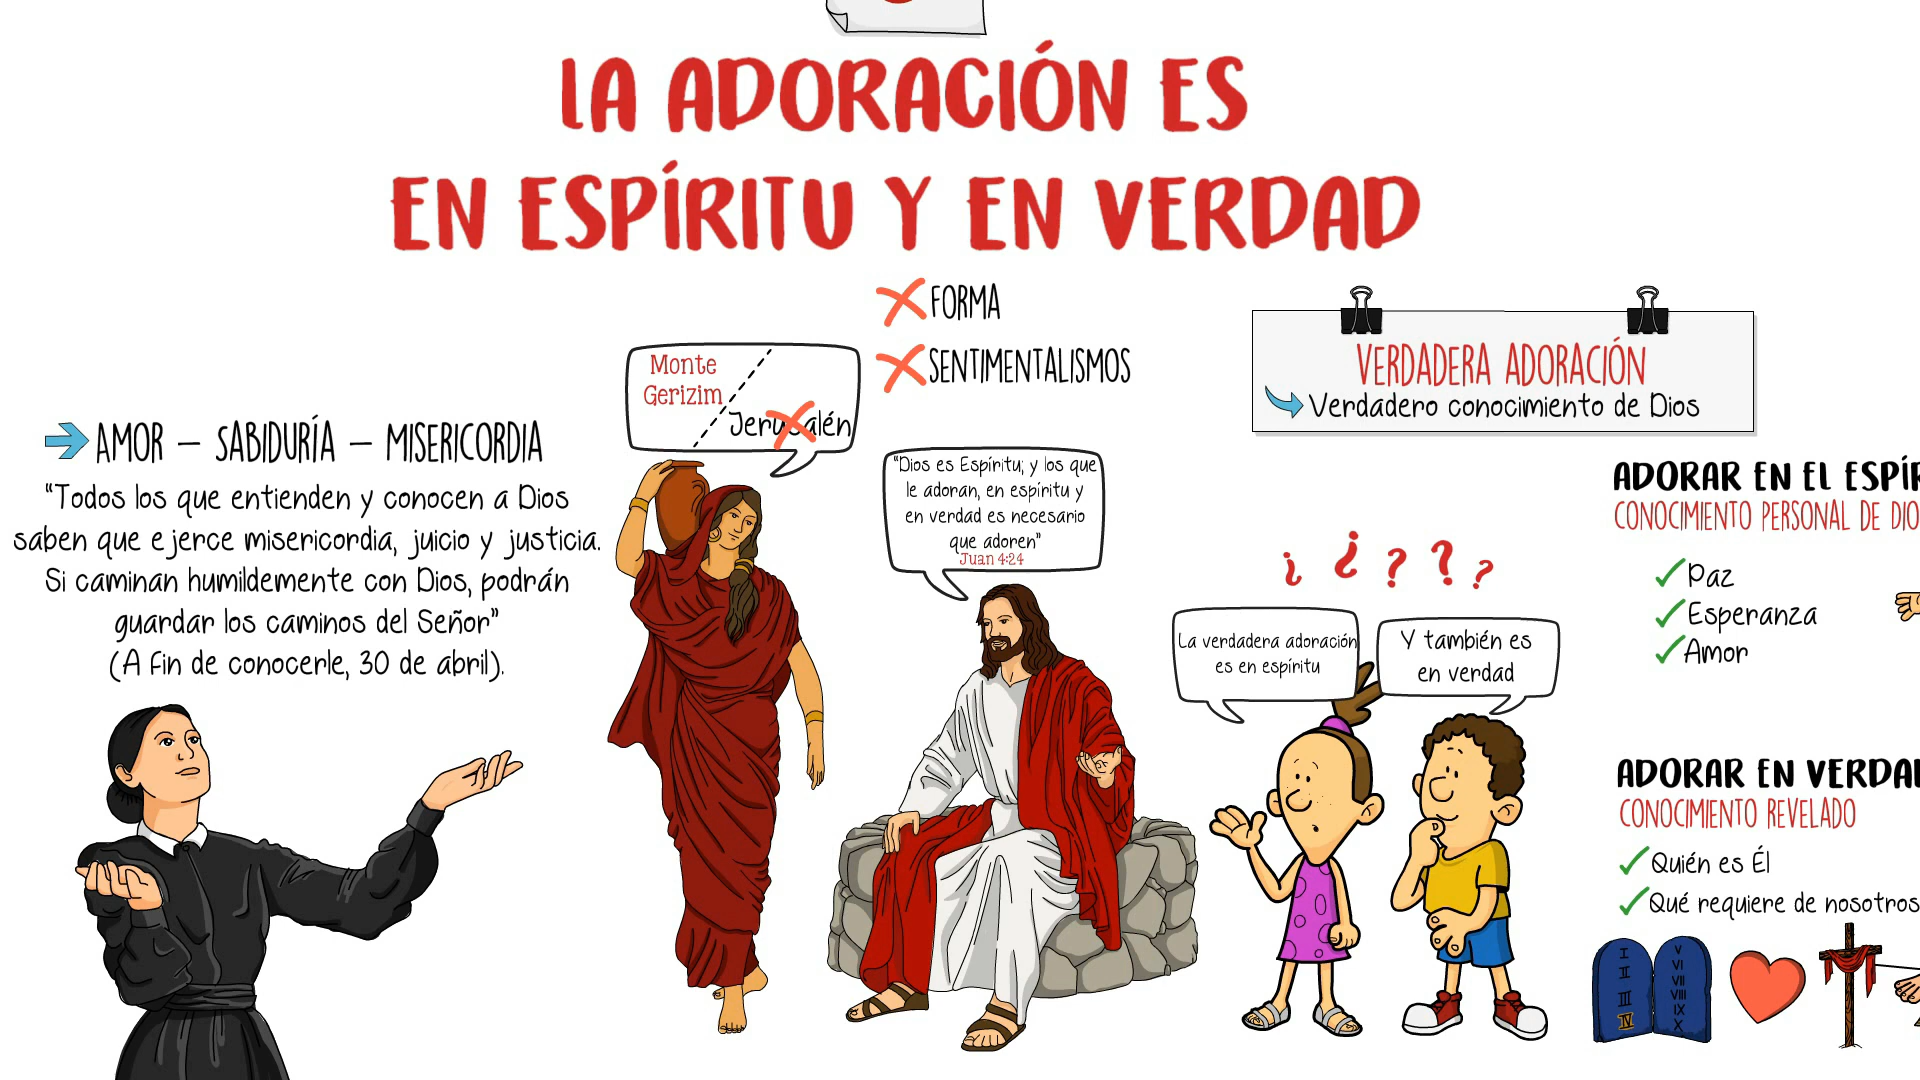 LA ADORACIÓN ES
EN ESPÍRITU Y EN VERDAD
FORMA
SENTIMENTALISMOS
AMOR – SABIDURÍA – MISERICORDIA
“Todos los que entienden y conocen a Dios
saben que ejerce misericordia, juicio y justicia.
Si caminan humildemente con Dios, podrán
guardar los caminos del Señor”
(A fin de conocerle, 30 de abril).
Monte
Gerizim
Jerusalén
“Dios es Espíritu; y los que
le adoran, en espíritu y
en verdad es necesario
que adoren”
Juan 4:24
VERDADERA ADORACIÓN
Verdadero conocimiento de Dios
¿ ¿ ? ? ?
La verdadera adoración
es en espíritu
Y también es
en verdad
ADORAR EN EL
CONOCIMIENTO PERSONAL DE
Paz
Esperanza
Amor
ADORAR EN
CONOCIMIENTO REVELADO
Quién es Él
Qué requiere de nosotros
I
II
III
IV
V
VI
VII
VIII
IX
X